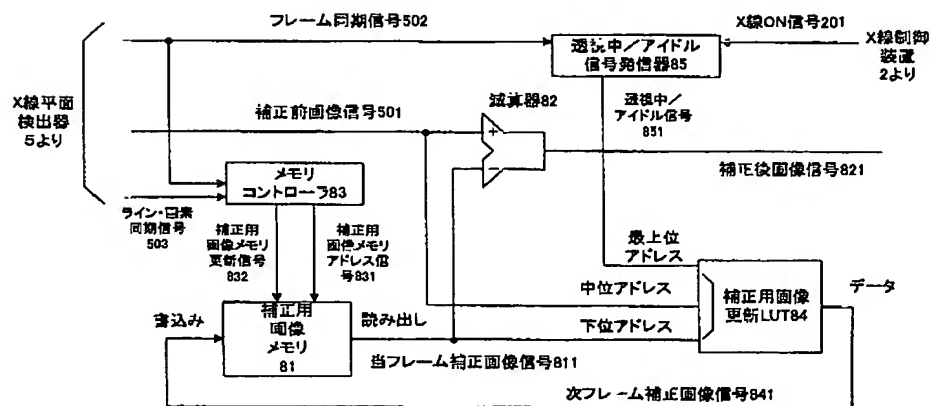 フレーム同期信号502
X線ON信号201
透視中/アイドル
信号発信器85
X線制御
装置
2より
X線平面
検出器
5より
補正前画像信号501
減算器82
透視中/
アイドル信号
851
補正後画像信号821
メモリ
コントローラ83
ライン・画素
同期信号
503
補正用
画像メモリ
更新信号
832
補正用
画像メモリ
アドレス信
号831
最上位
アドレス
中位アドレス
下位アドレス
補正用画像
更新LUT84
データ
書込み
補正用
画像
メモリ
81
読み出し
当フレーム補正画像信号811
次フレーム補正画像信号841